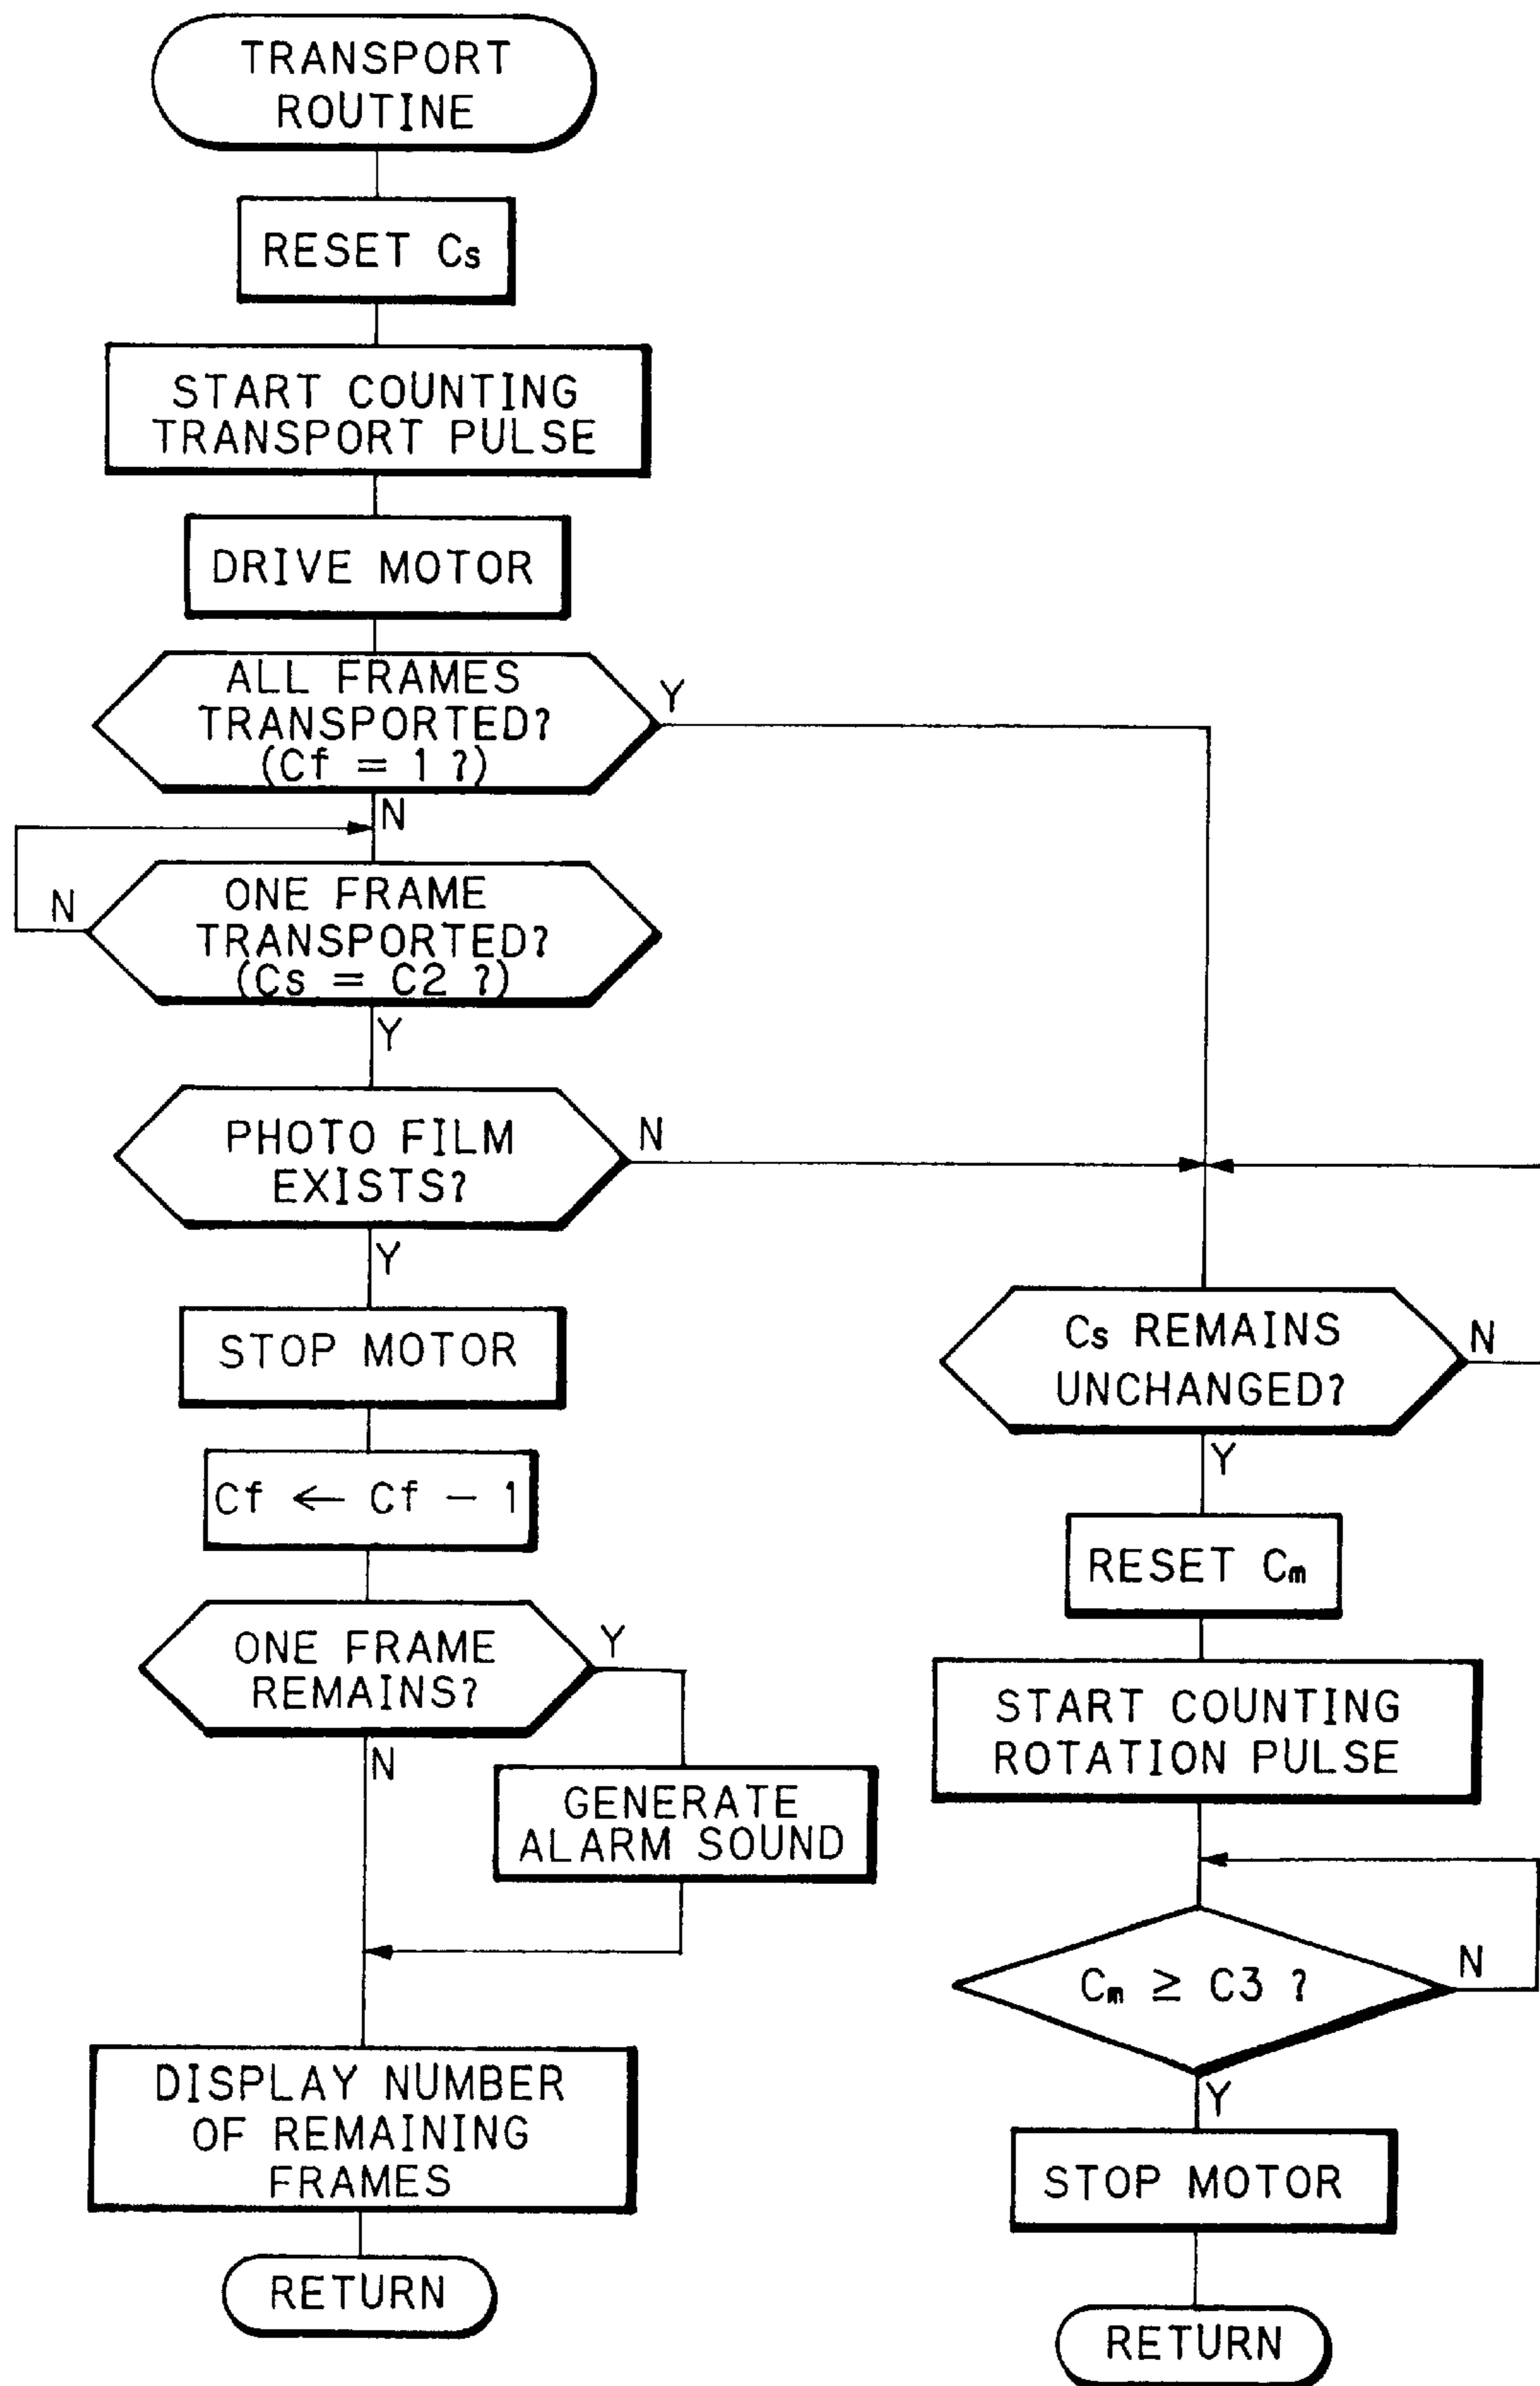 TRANSPORT
ROUTINE
RESET Cs
START COUNTING
TRANSPORT PULSE
DRIVE MOTOR
ALL FRAMES
TRANSPORTED?
(Cf = 1 ?)
Y
N
ONE FRAME
TRANSPORTED?
(Cs = C2 ?)
N
Y
PHOTO FILM
EXISTS?
N
Y
STOP MOTOR
Cf ← Cf - 1
ONE FRAME
REMAINS?
Y
N
GENERATE
ALARM SOUND
DISPLAY NUMBER
OF REMAINING
FRAMES
RETURN
Cs REMAINS
UNCHANGED?
N
Y
RESET Cm
START COUNTING
ROTATION PULSE
Cm ≥ C3 ?
N
Y
STOP MOTOR
RETURN